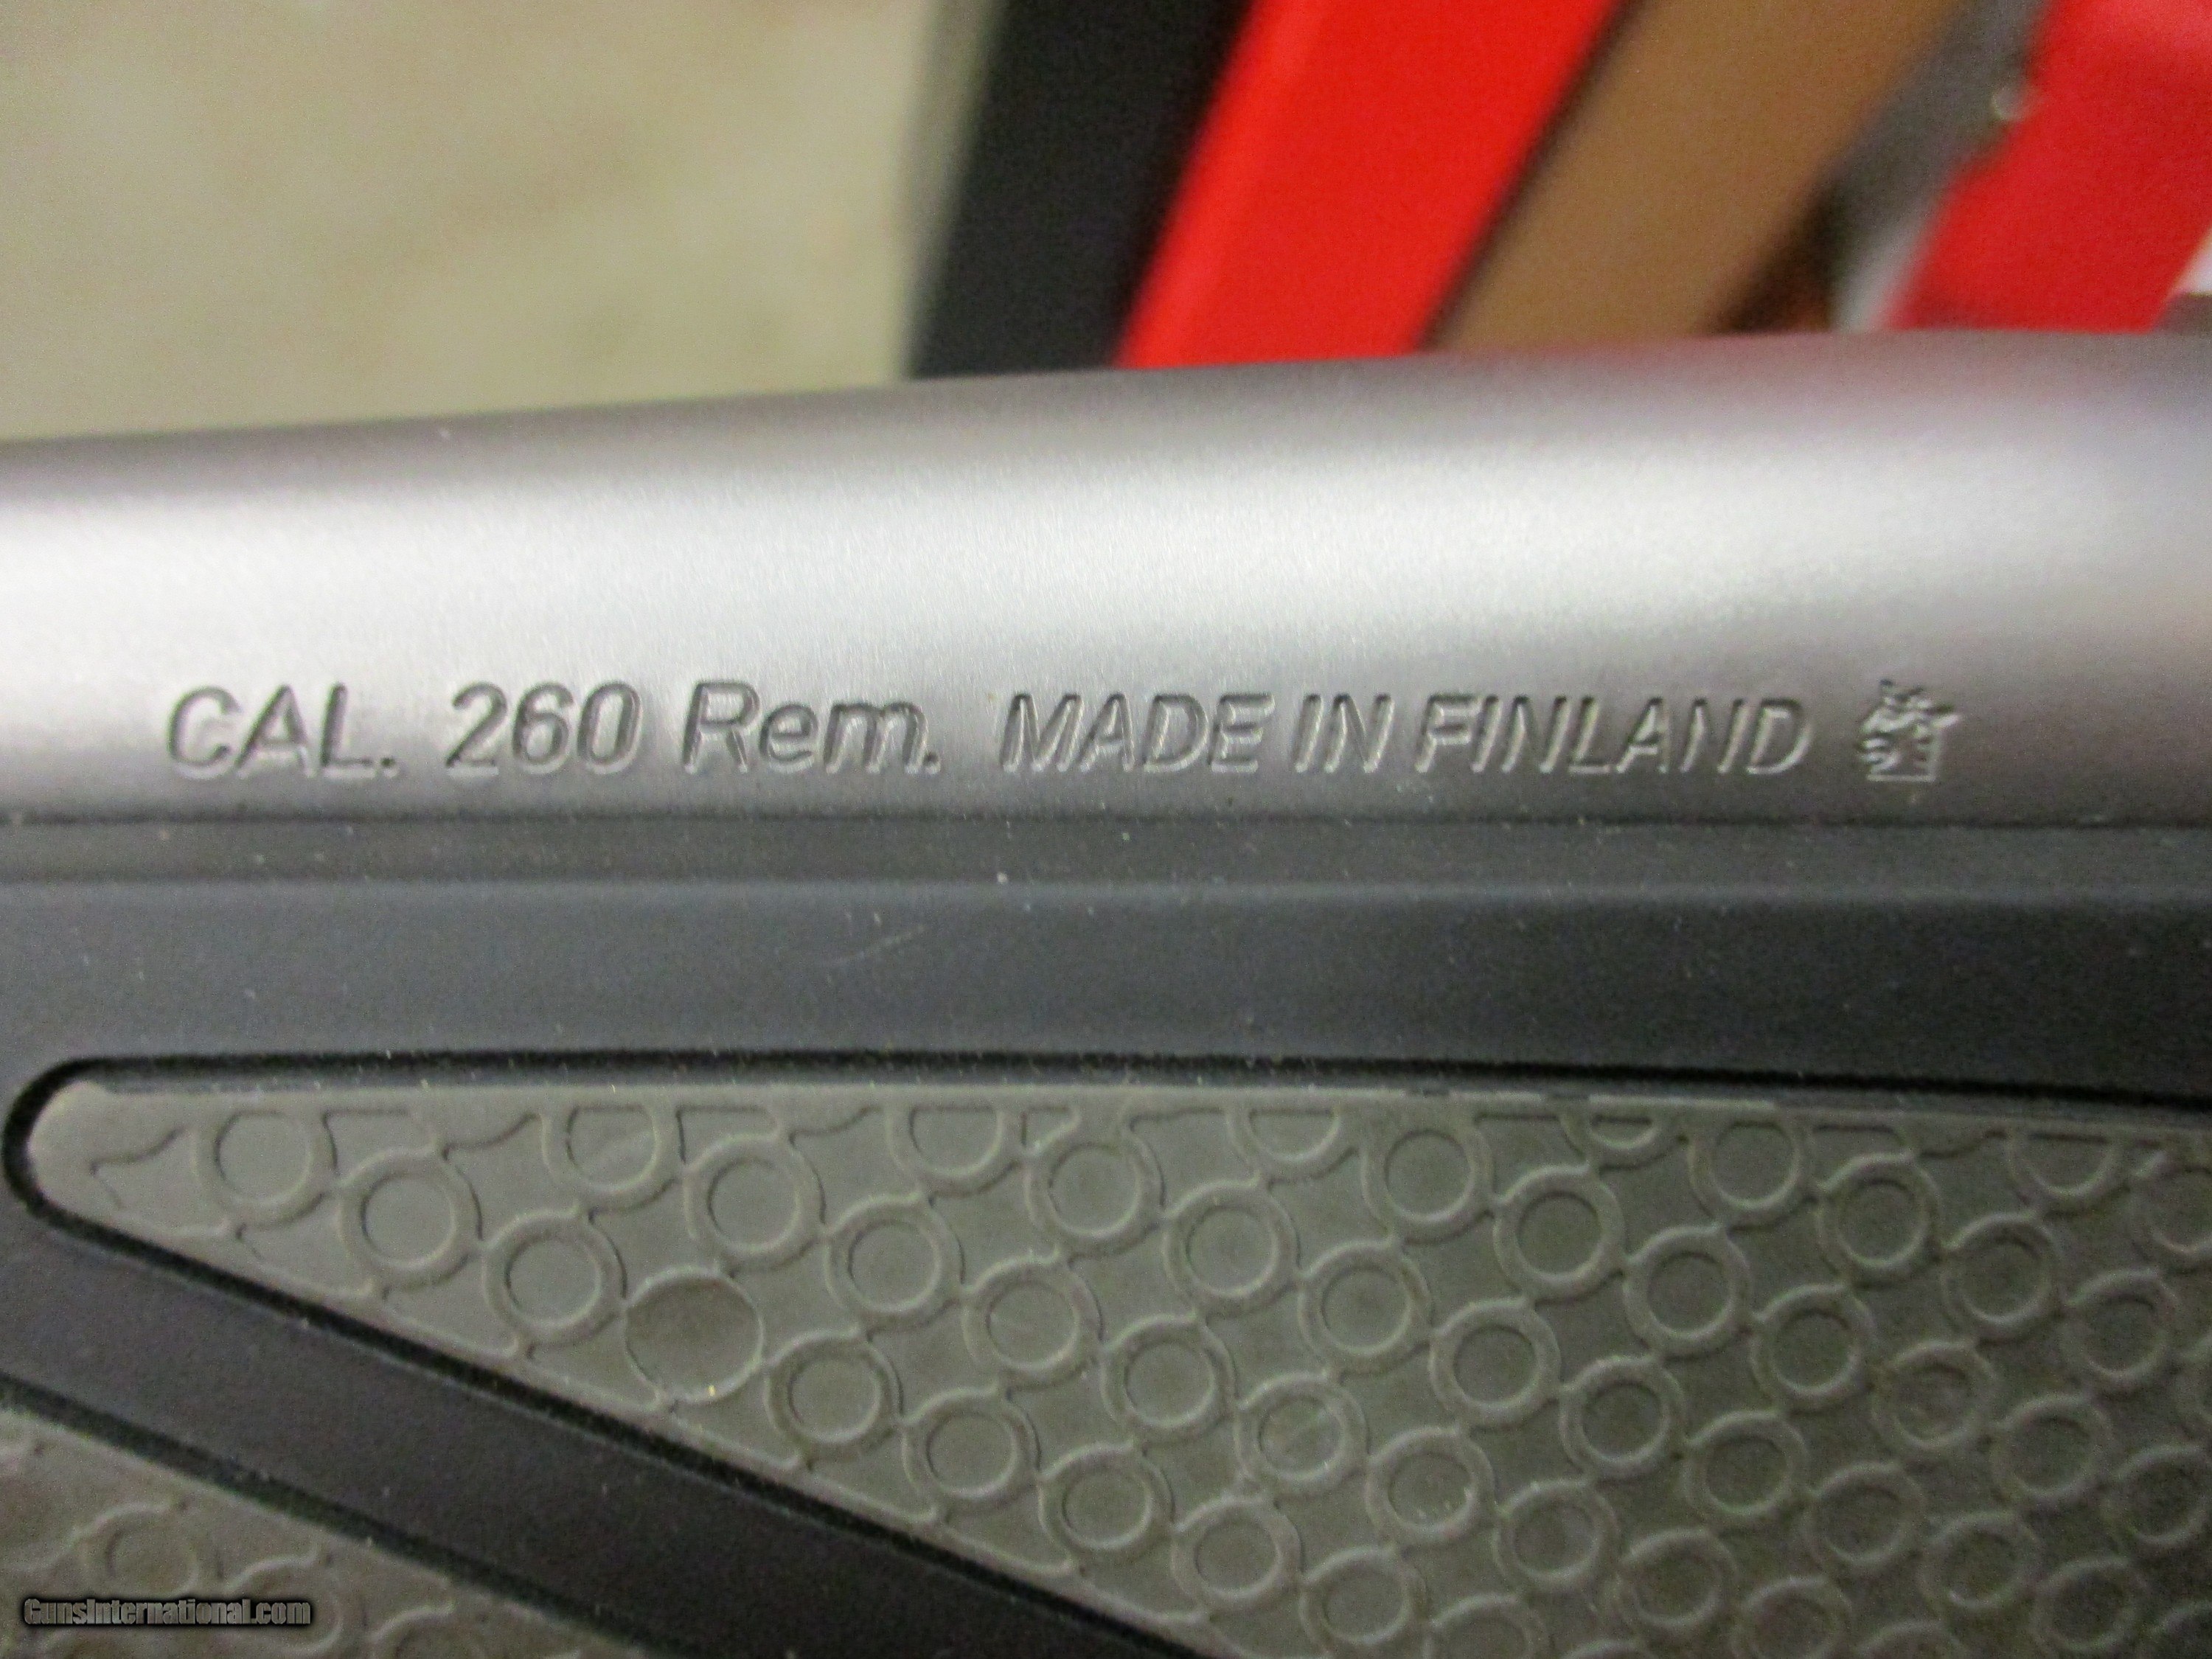 CAL. 260 Rem. MADE IN FINLAND
GunsInternational.com